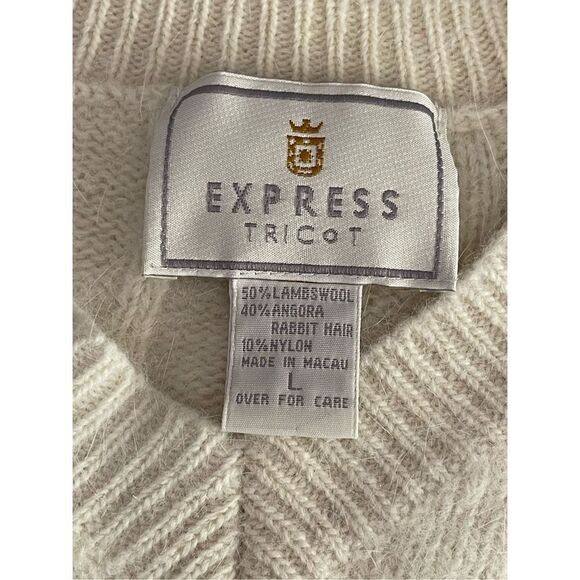 EXPRESS
TRICOT
50% LAMBSWOOL
40% ANGORA
RABBIT HAIR
10% NYLON
MADE IN MACAU
L
OVER FOR CARE